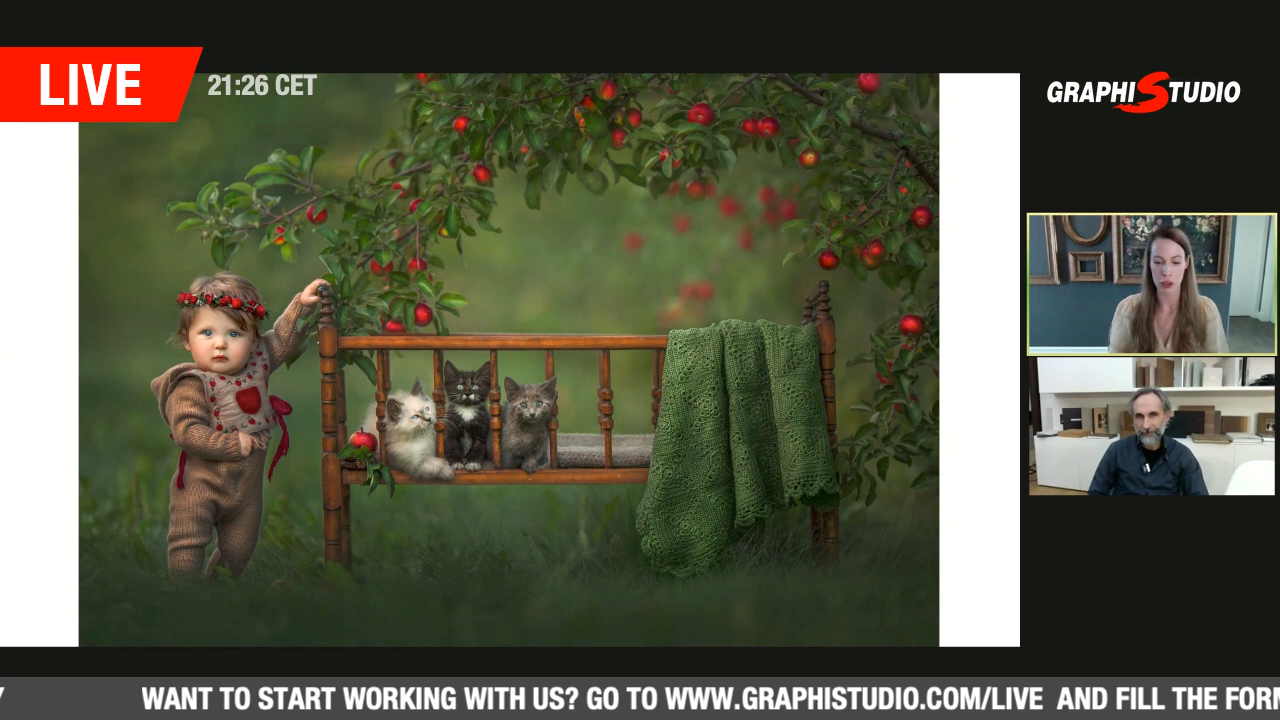 LIVE
21:26 CET
GRAPHISTUDIO
WANT TO START WORKING WITH US? GO TO WWW.GRAPHISTUDIO.COM/LIVE AND FILL THE FORM